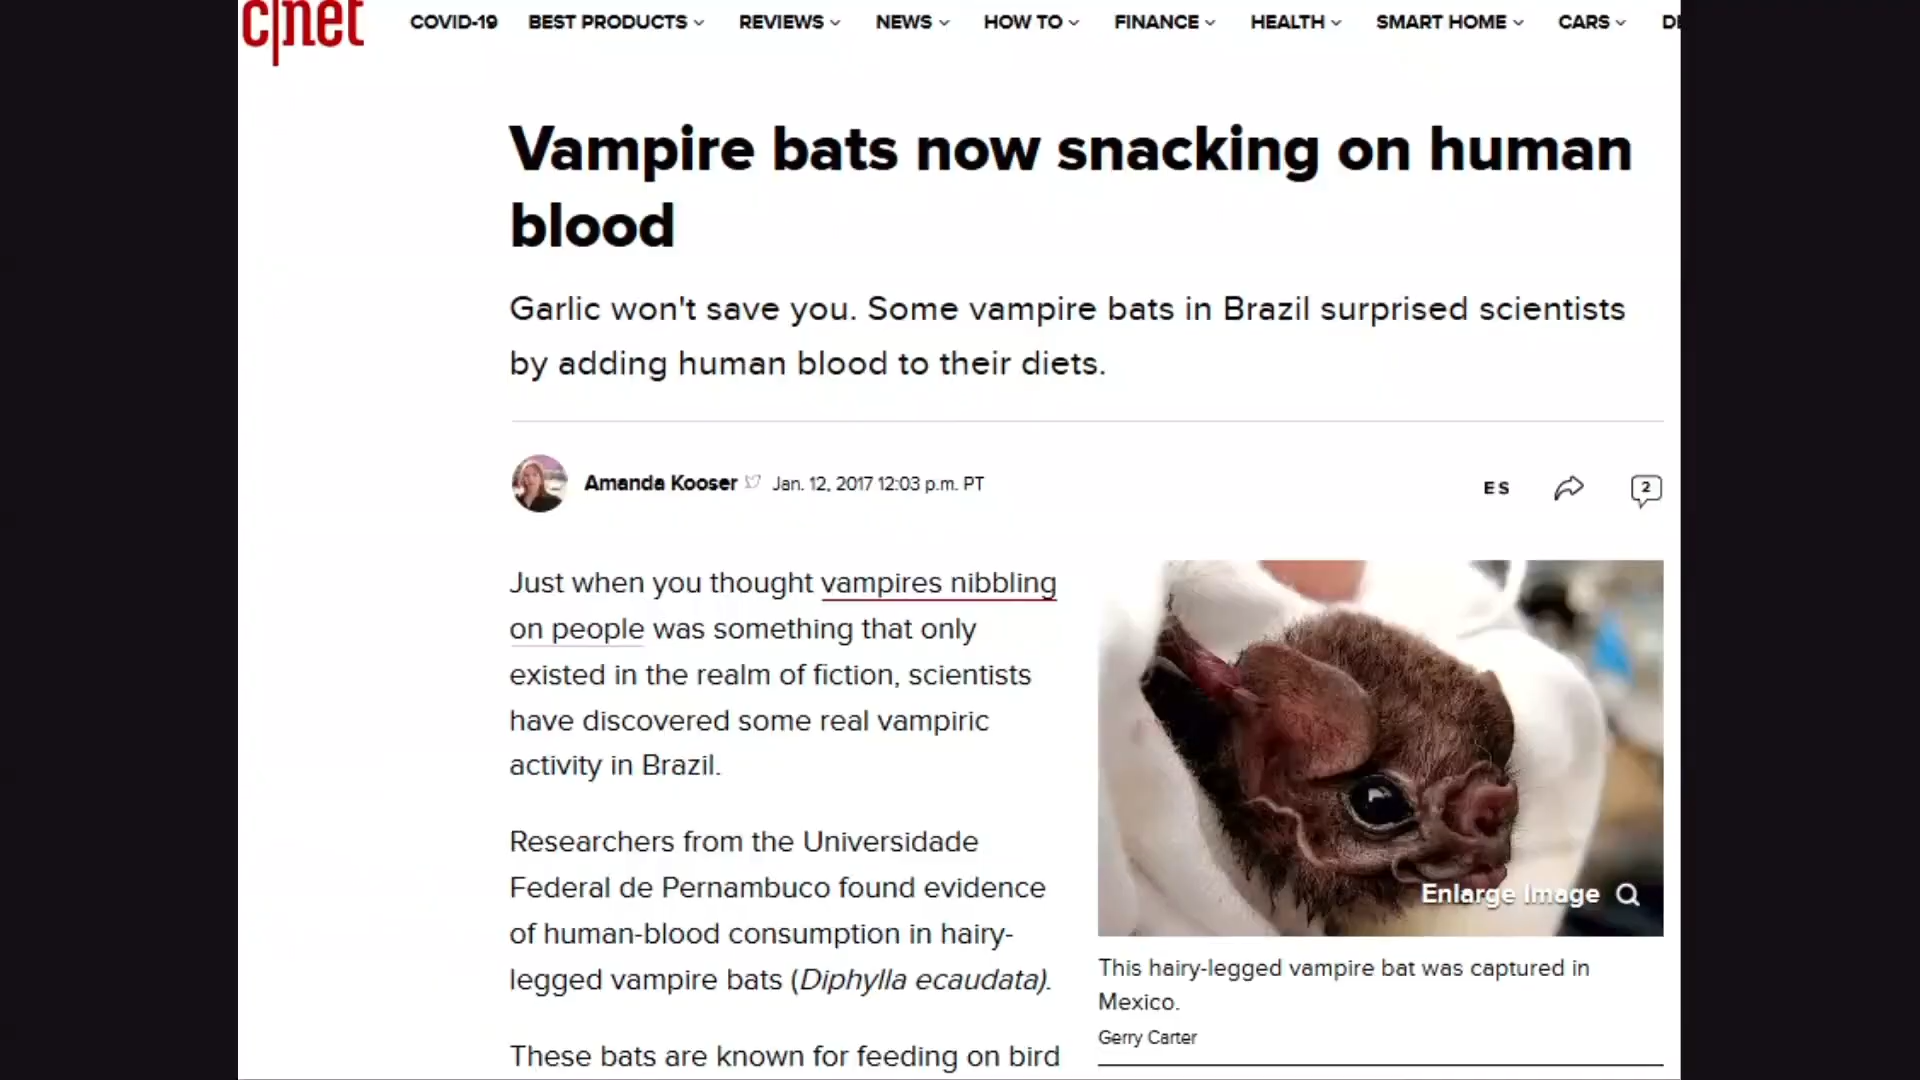 c|net
COVID-19 BEST PRODUCTS REVIEWS NEWS HOW TO FINANCE HEALTH SMART HOME CARS
Vampire bats now snacking on human
blood
Garlic won't save you. Some vampire bats in Brazil surprised scientists
by adding human blood to their diets.
Amanda Kooser Jan. 12, 2017 12:03 p.m. PT
ES 2
Just when you thought vampires nibbling
on people was something that only
existed in the realm of fiction, scientists
have discovered some real vampiric
activity in Brazil.
Researchers from the Universidade
Federal de Pernambuco found evidence
of human-blood consumption in hairy-
legged vampire bats (Diphylla ecaudata).
These bats are known for feeding on bird
Enlarge Image
This hairy-legged vampire bat was captured in
Mexico.
Gerry Carter